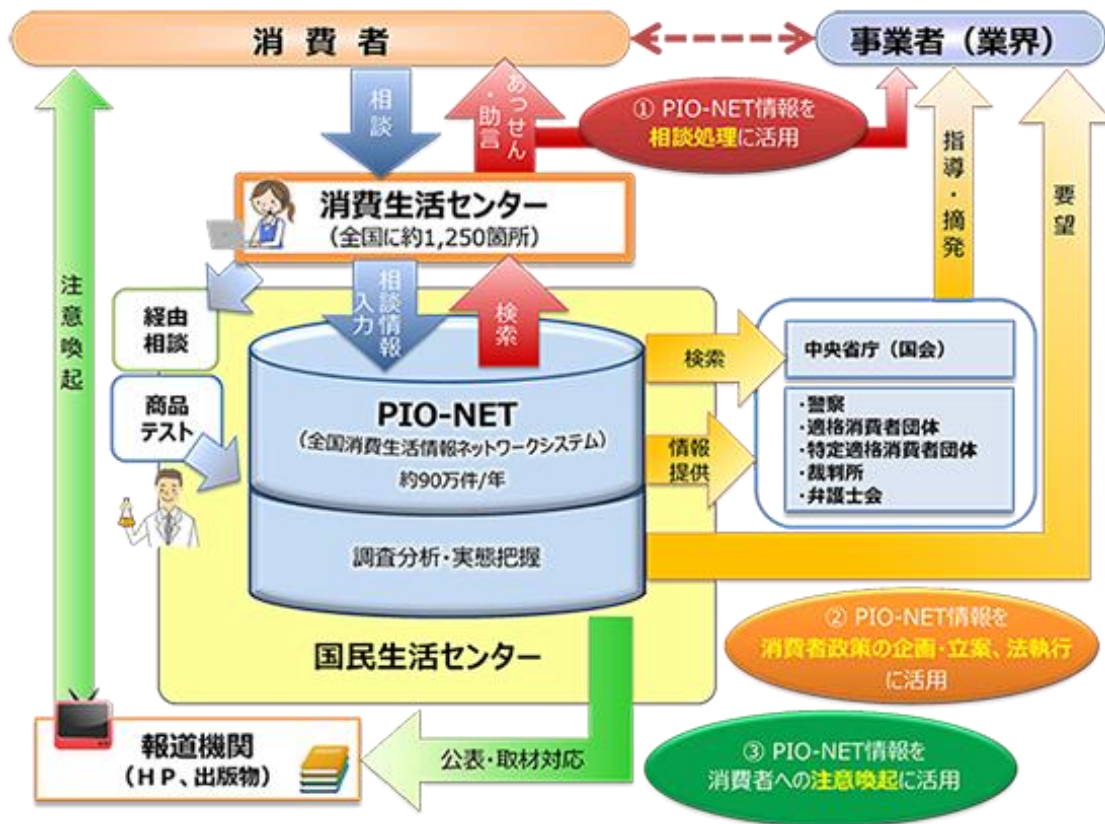 消費者
事業者（業界）
相談
あっせん
・助言
① PIO-NET情報を
相談処理に活用
消費生活センター
（全国に約1,250箇所）
指導・摘発
要望
注意喚起
経由
相談
相談情報
入力
検索
商品
テスト
PIO-NET
（全国消費生活情報ネットワークシステム）
約90万件/年
検索
情報
提供
中央省庁（国会）
・警察
・適格消費者団体
・特定適格消費者団体
・裁判所
・弁護士会
調査分析・実態把握
国民生活センター
② PIO-NET情報を
消費者政策の企画・立案、法執行
に活用
報道機関
（ＨＰ、出版物）
公表・取材対応
③ PIO-NET情報を
消費者への注意喚起に活用